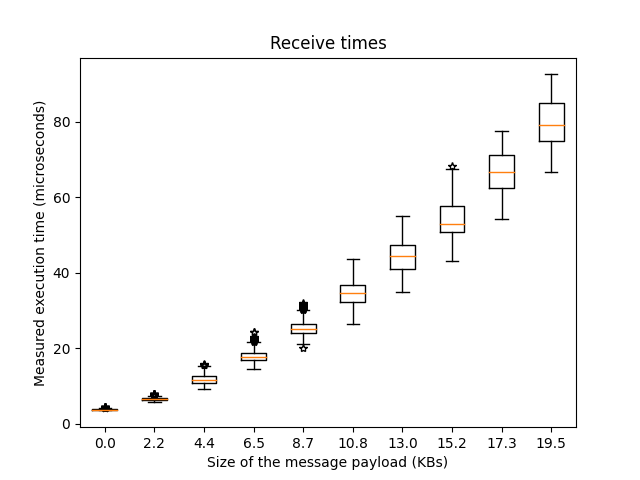 Receive times
Measured execution time (microseconds)
80
60
40
20
0
0.0 2.2 4.4 6.5 8.7 10.8 13.0 15.2 17.3 19.5
Size of the message payload (KBs)